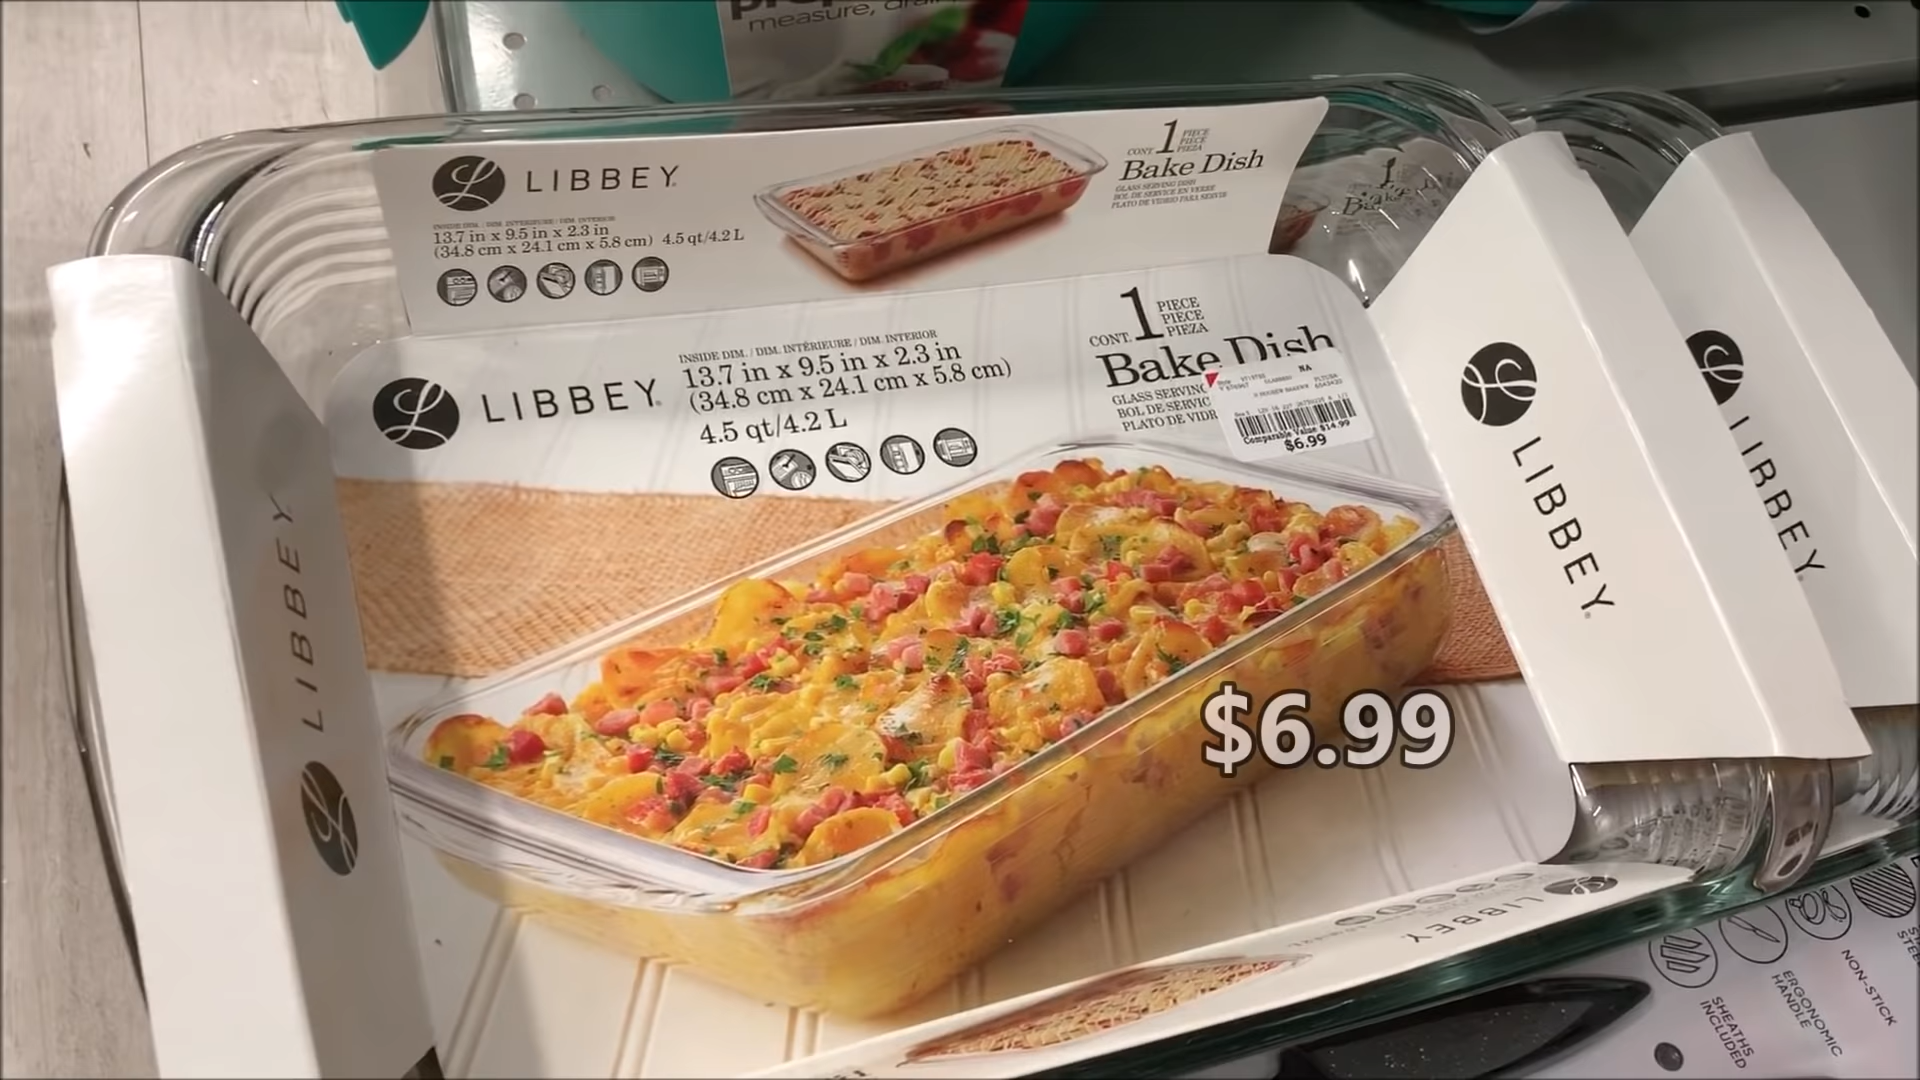 measure, drain,
LIBBEY
INSIDE DIM. / DIM. INTÉRIEURE / DIM. INTERIOR
13.7 in x 9.5 in x 2.3 in
(34.8 cm x 24.1 cm x 5.8 cm) 4.5 qt/4.2 L
CONT. 1 PIECE
PIÈCE
PIEZA
Bake Dish
GLASS SERVING DISH
BOL DE SERVICE EN VERRE
PLATO DE VIDRIO PARA SERVIR
LIBBEY
INSIDE DIM. / DIM. INTÉRIEURE / DIM. INTERIOR
13.7 in x 9.5 in x 2.3 in
(34.8 cm x 24.1 cm x 5.8 cm)
4.5 qt/4.2 L
CONT. 1 PIECE
PIECE
PIEZA
Bake Dish
GLASS SERVING
BOL DE SERVIC
PLATO DE VIDR
NA
Comparable Value $14.99
$6.99
LIBBEY
LIBBEY
LIBBEY
$6.99
LIBBEY
SHEATHS
INCLUDED
ERGONOMIC
HANDLE
NON-STICK